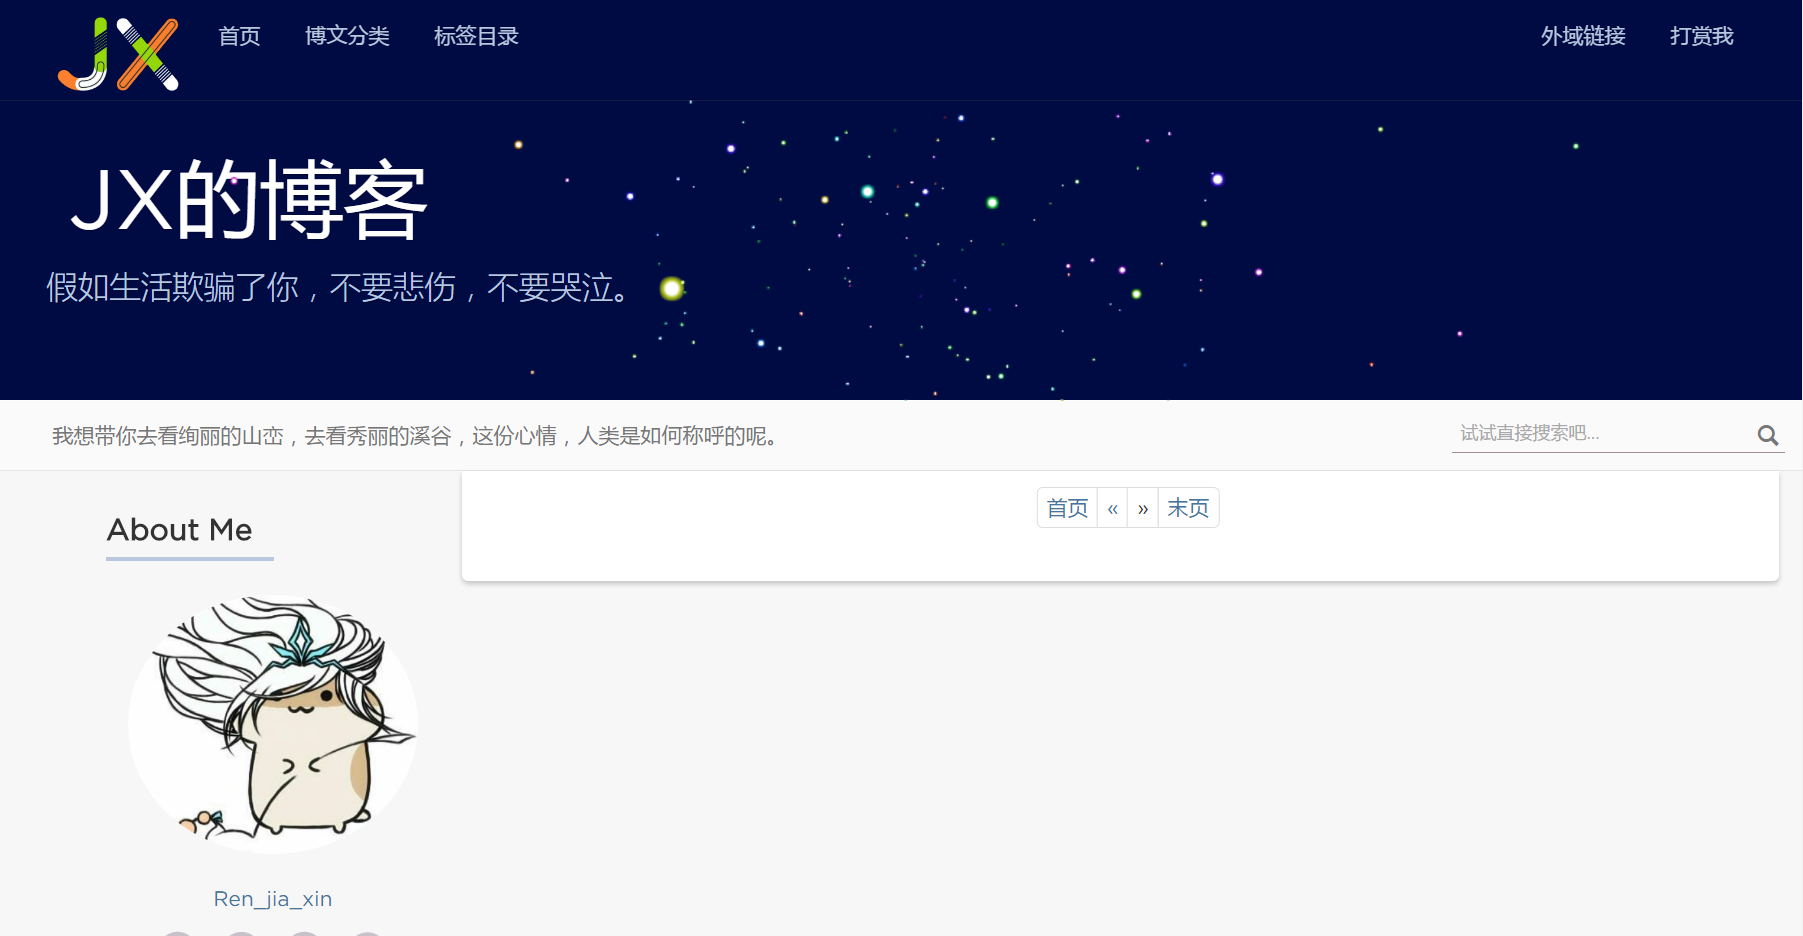 JX
首页 博文分类 标签目录 外域链接 打赏我
JX的博客
假如生活欺骗了你，不要悲伤，不要哭泣。
我想带你去看绚丽的山峦，去看秀丽的溪谷，这份心情，人类是如何称呼的呢。
试试直接搜索吧...
首页 « » 末页
About Me
Ren_jia_xin